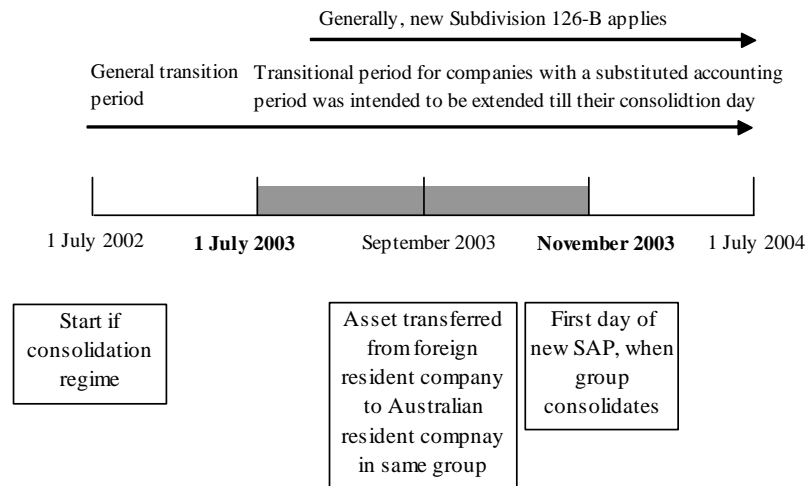 Generally, new Subdivision 126-B applies
General transition
period
Transitional period for companies with a substituted accounting
period was intended to be extended till their consolidtion day
1 July 2002
1 July 2003
September 2003
November 2003
1 July 2004
Start if
consolidation
regime
Asset transferred
from foreign
resident company
to Australian
resident compnay
in same group
First day of
new SAP, when
group
consolidates